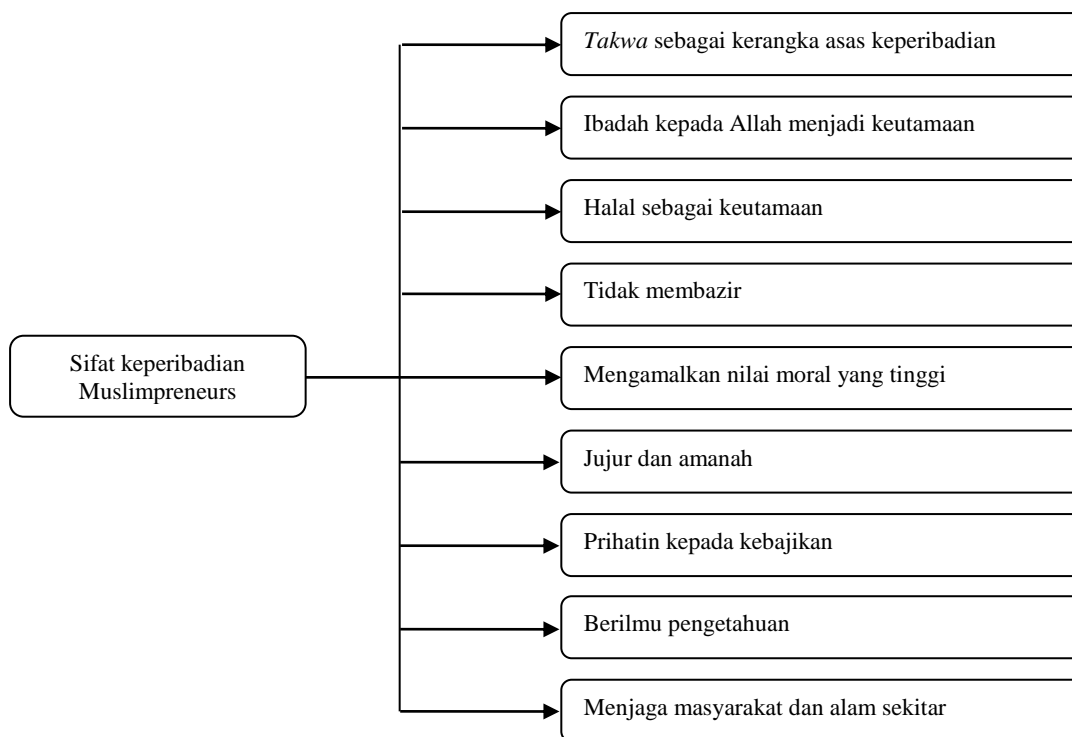 Takwa sebagai kerangka asas keperibadian
Ibadah kepada Allah menjadi keutamaan
Halal sebagai keutamaan
Tidak membazir
Sifat keperibadian
Muslimpreneurs
Mengamalkan nilai moral yang tinggi
Jujur dan amanah
Prihatin kepada kebajikan
Berilmu pengetahuan
Menjaga masyarakat dan alam sekitar